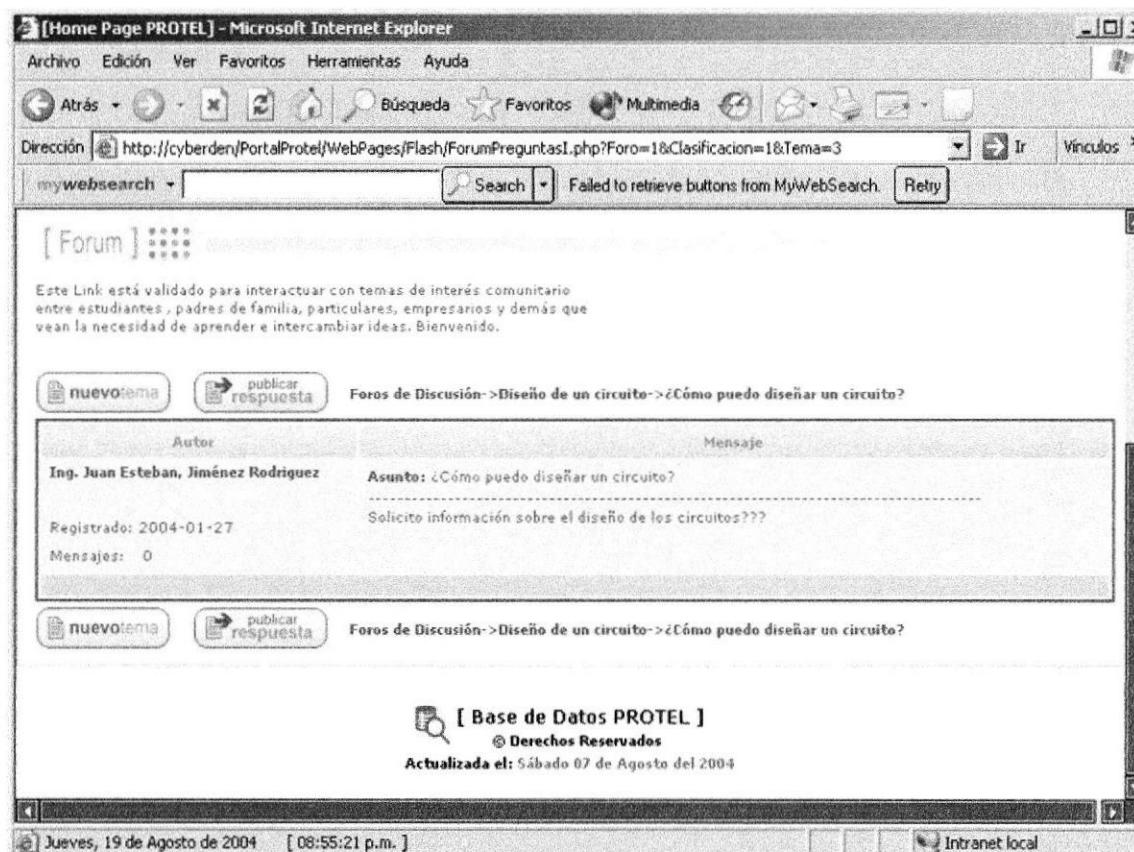 [Home Page PROTEL] - Microsoft Internet Explorer
Archivo Edición Ver Favoritos Herramientas Ayuda
Atrás Búsqueda Favoritos Multimedia
Dirección http://cyberden/PortalProtel/WebPages/Flash/ForumPreguntasI.php?Foro=1&Clasificacion=1&Tema=3 Ir Vínculos
mywebsearch Search Failed to retrieve buttons from MyWebSearch. Retry
[ Forum ]
Este Link está validado para interactuar con temas de interés comunitario
entre estudiantes , padres de familia, particulares, empresarios y demás que
vean la necesidad de aprender e intercambiar ideas. Bienvenido.
nuevotema publicar respuesta Foros de Discusión->Diseño de un circuito->¿Cómo puedo diseñar un circuito?
Autor Mensaje
Ing. Juan Esteban, Jiménez Rodriguez
Asunto: ¿Cómo puedo diseñar un circuito?
Solicito información sobre el diseño de los circuitos???
Registrado: 2004-01-27
Mensajes: 0
nuevotema publicar respuesta Foros de Discusión->Diseño de un circuito->¿Cómo puedo diseñar un circuito?
[ Base de Datos PROTEL ]
© Derechos Reservados
Actualizada el: Sábado 07 de Agosto del 2004
Jueves, 19 de Agosto de 2004 [ 08:55:21 p.m. ] Intranet local